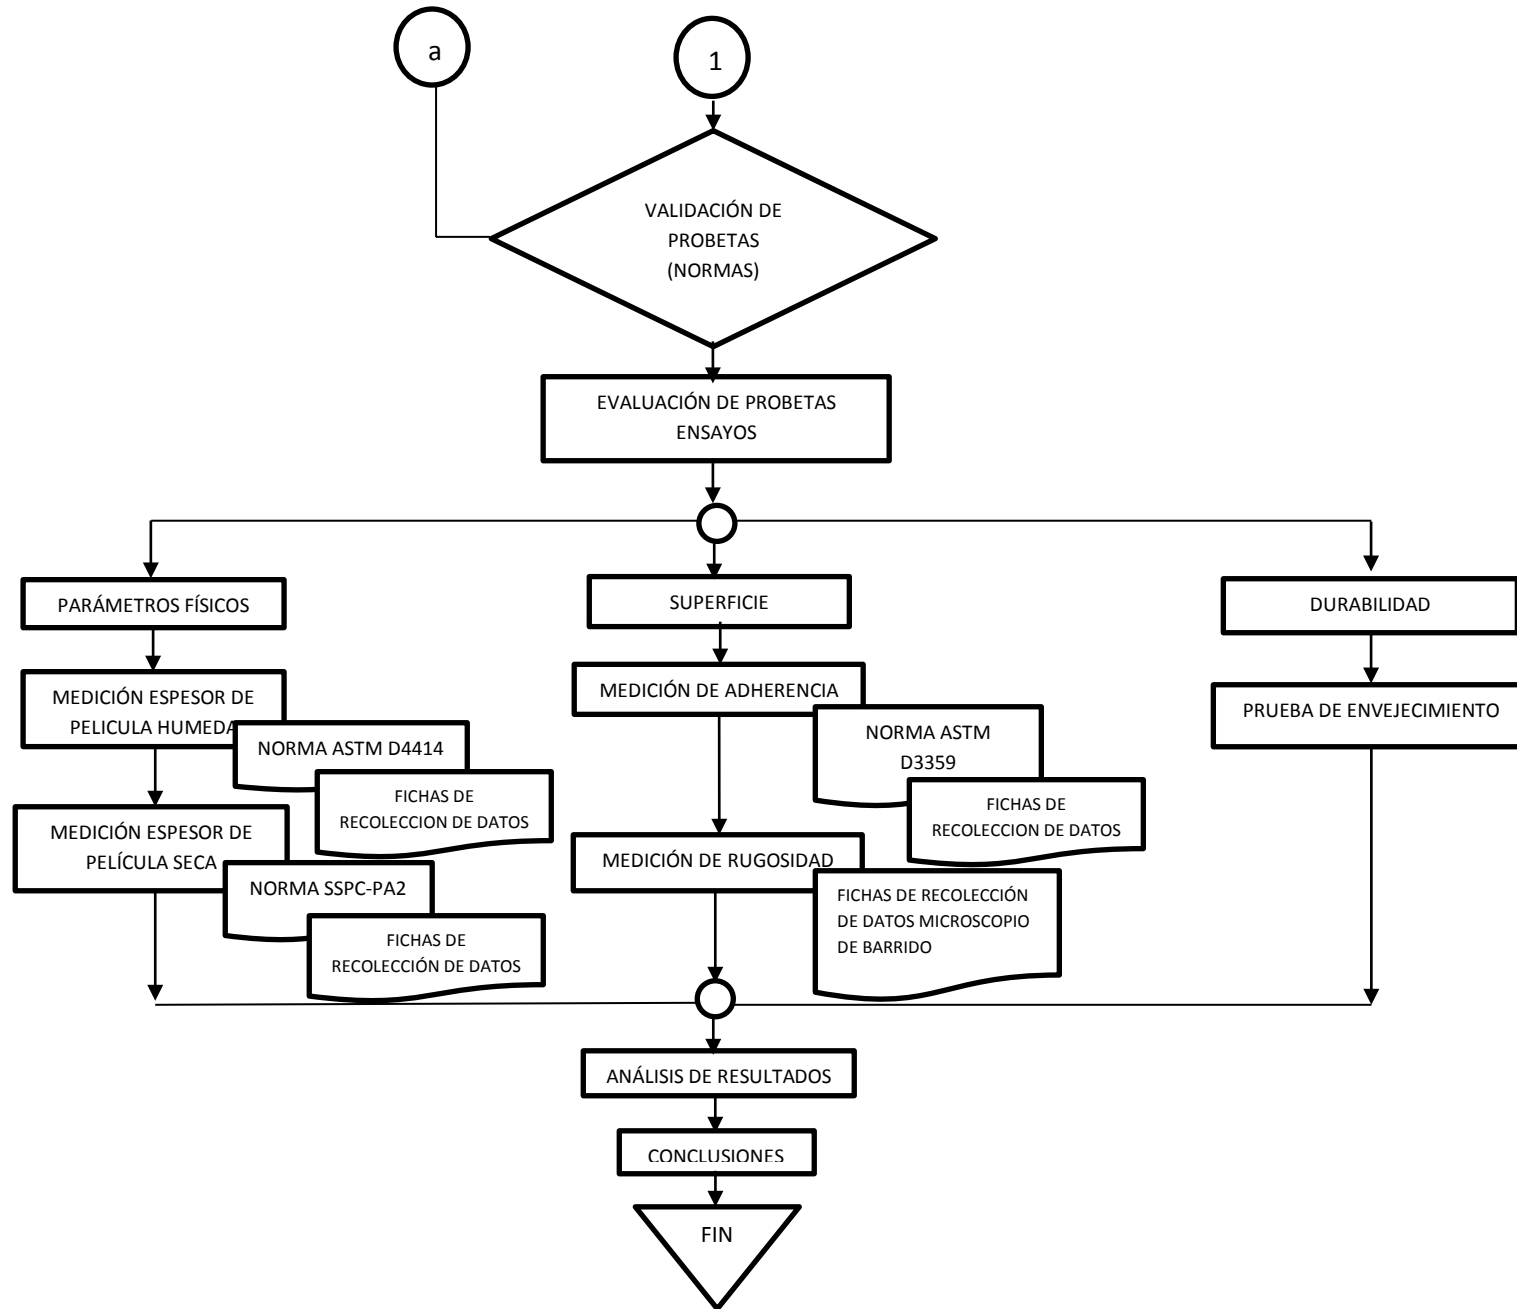 a
1
VALIDACIÓN DE
PROBETAS
(NORMAS)
EVALUACIÓN DE PROBETAS
ENSAYOS
PARÁMETROS FÍSICOS
SUPERFICIE
DURABILIDAD
MEDICIÓN ESPESOR DE
PELICULA HUMEDA
NORMA ASTM D4414
FICHAS DE
RECOLECCION DE DATOS
MEDICIÓN DE ADHERENCIA
NORMA ASTM
D3359
FICHAS DE
RECOLECCION DE DATOS
PRUEBA DE ENVEJECIMIENTO
MEDICIÓN ESPESOR DE
PELÍCULA SECA
NORMA SSPC-PA2
FICHAS DE
RECOLECCIÓN DE DATOS
MEDICIÓN DE RUGOSIDAD
FICHAS DE RECOLECCIÓN
DE DATOS MICROSCOPIO
DE BARRIDO
ANÁLISIS DE RESULTADOS
CONCLUSIONES
FIN